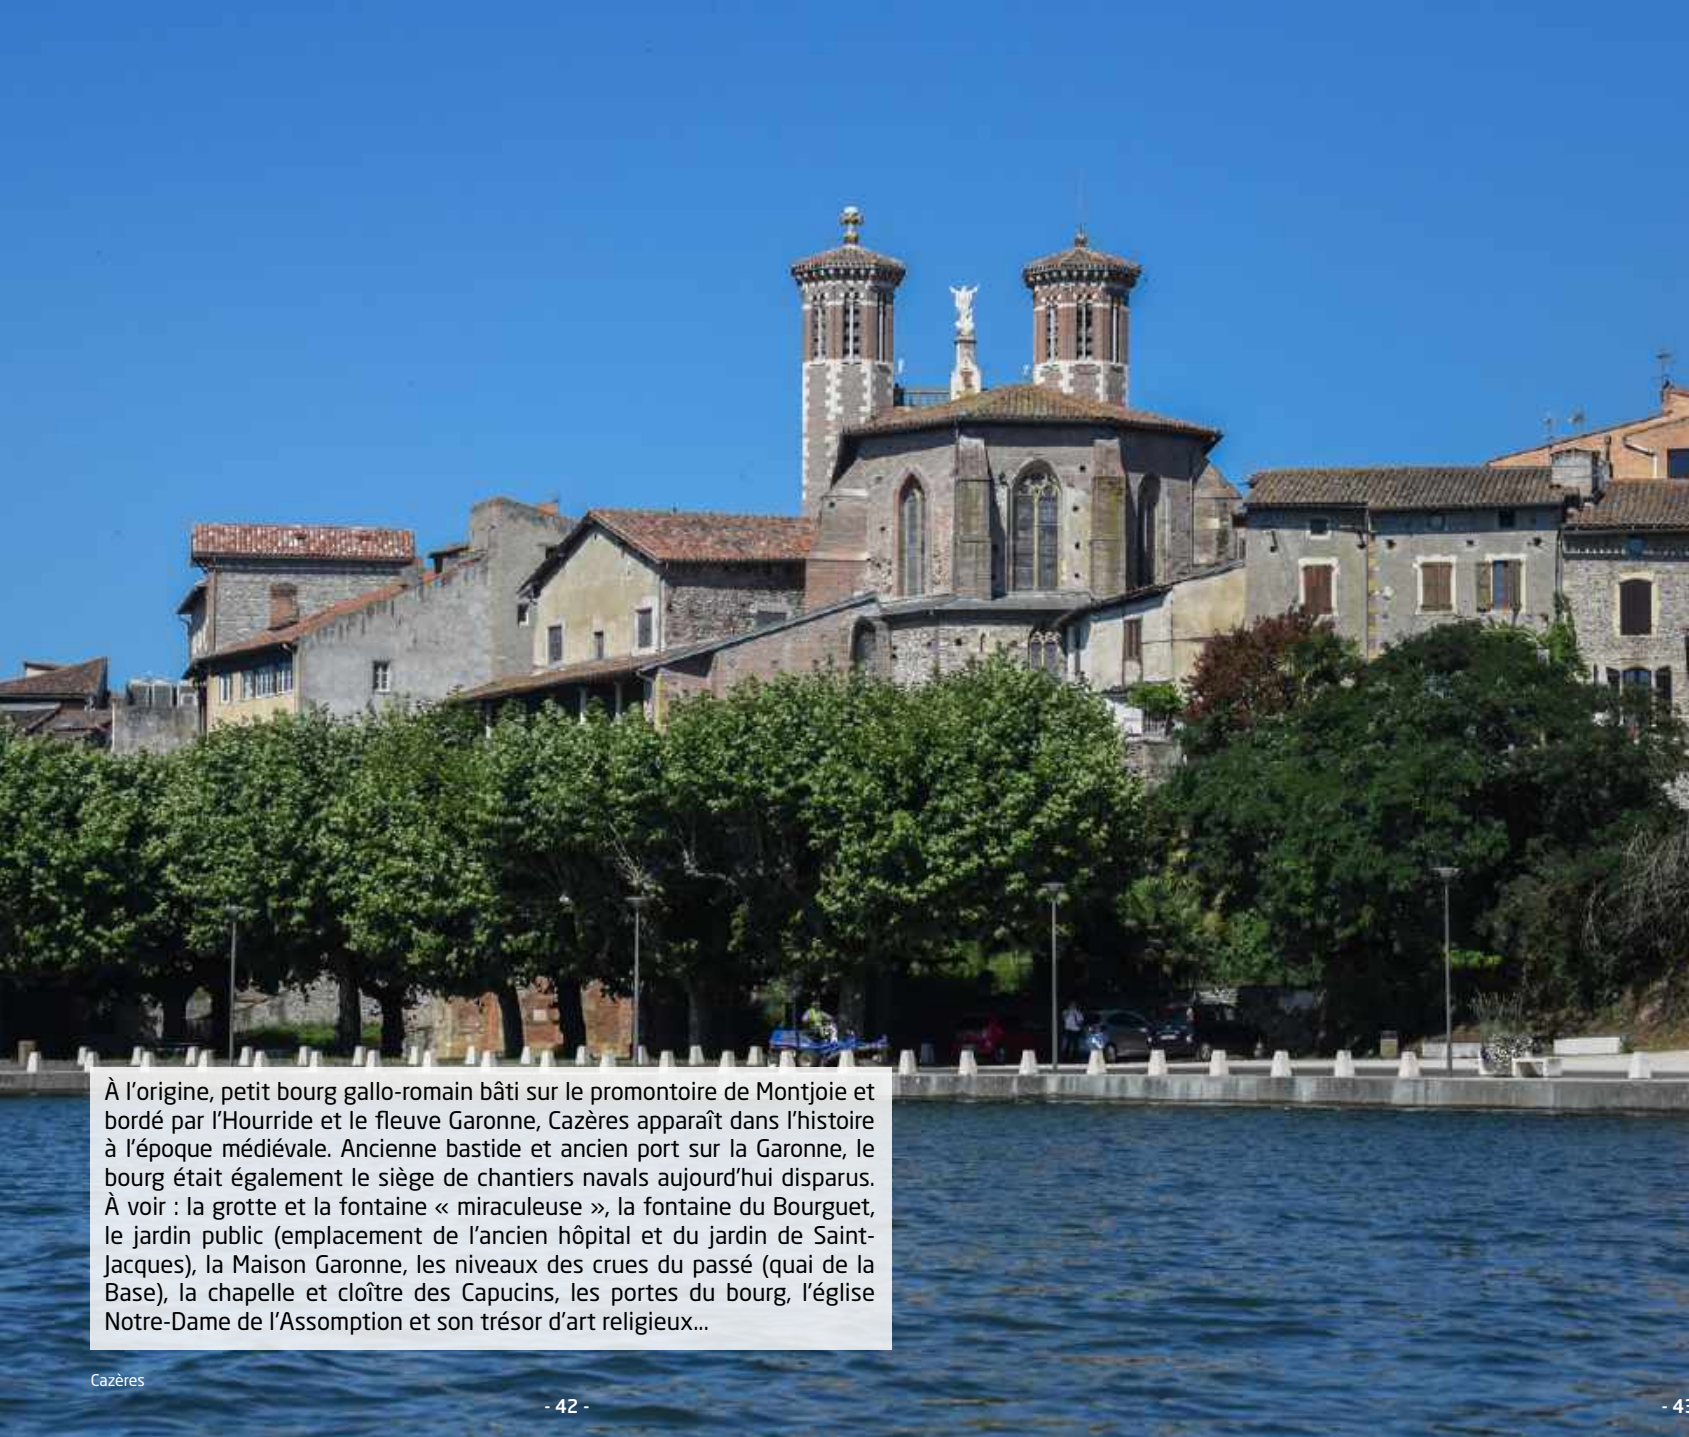 À l'origine, petit bourg gallo-romain bâti sur le promontoire de Montjoie et
bordé par l'Hourride et le fleuve Garonne, Cazères apparaît dans l'histoire
à l'époque médiévale. Ancienne bastide et ancien port sur la Garonne, le
bourg était également le siège de chantiers navals aujourd'hui disparus.
À voir : la grotte et la fontaine « miraculeuse », la fontaine du Bourguet,
le jardin public (emplacement de l'ancien hôpital et du jardin de Saint-
Jacques), la Maison Garonne, les niveaux des crues du passé (quai de la
Base), la chapelle et cloître des Capucins, les portes du bourg, l'église
Notre-Dame de l'Assomption et son trésor d'art religieux...
Cazères
- 42 -
- 43